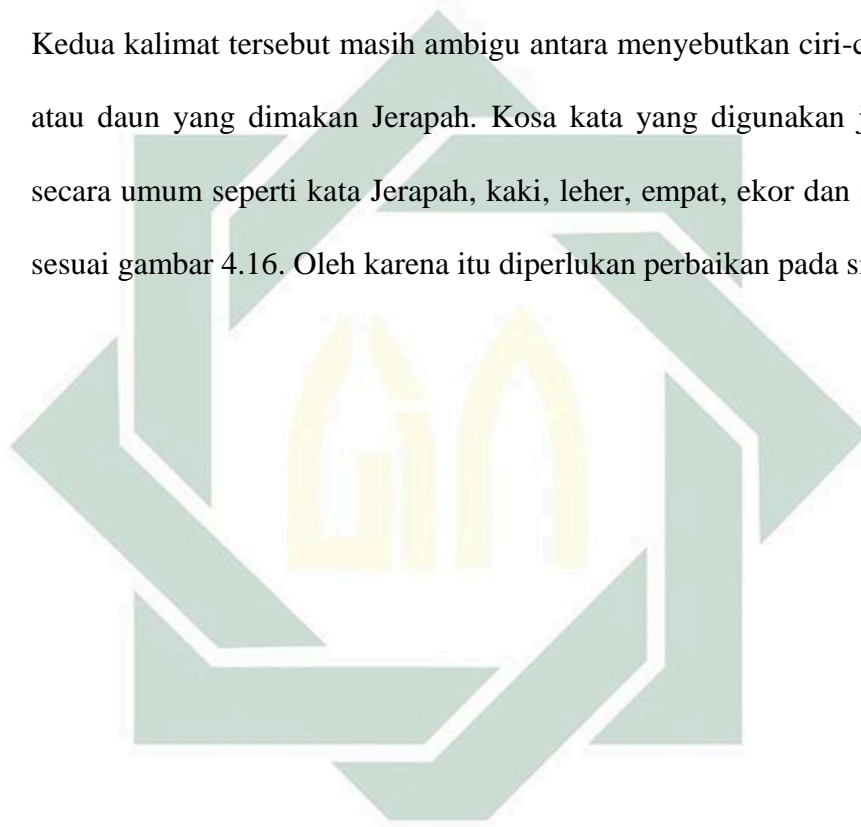 Kedua kalimat tersebut masih ambigu antara menyebutkan ciri-
atau daun yang dimakan Jerapah. Kosa kata yang digunakan
secara umum seperti kata Jerapah, kaki, leher, empat, ekor dan
sesuai gambar 4.16. Oleh karena itu diperlukan perbaikan pada